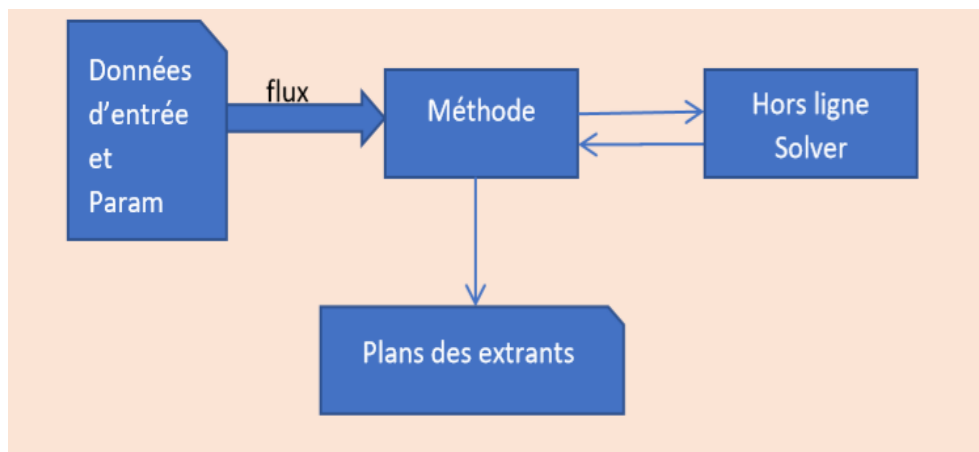 Données
d'entrée
et
Param
flux
Méthode
Hors ligne
Solver
Plans des extrants